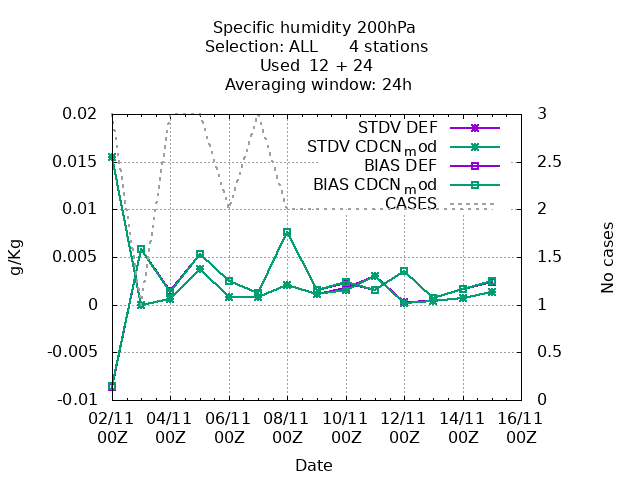 Specific humidity 200hPa
Selection: ALL 4 stations
Used 12 + 24
Averaging window: 24h
STDV DEF
STDV CDCNmod
BIAS DEF
BIAS CDCNmod
CASES
g/Kg
0.02
0.015
0.01
0.005
0
-0.005
-0.01
3
2.5
2
1.5
1
0.5
0
No cases
02/11 04/11 06/11 08/11 10/11 12/11 14/11 16/11
00Z 00Z 00Z 00Z 00Z 00Z 00Z 00Z
Date